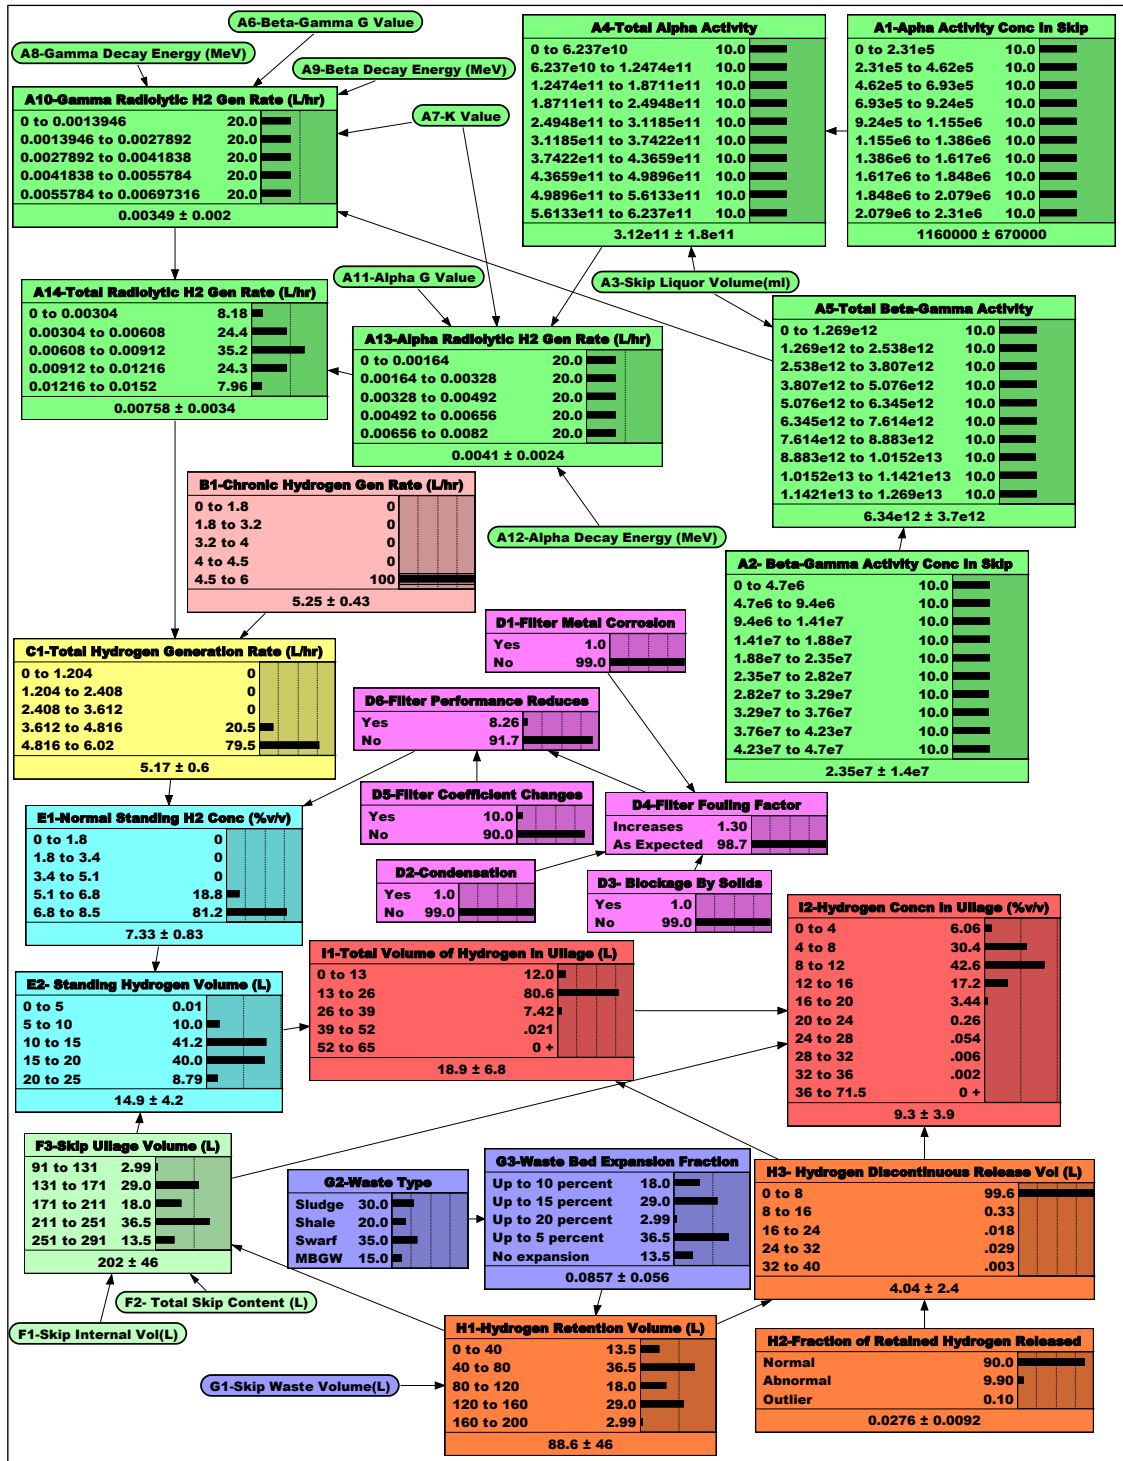 A6-Beta-Gamma G Value
A8-Gamma Decay Energy (MeV)
A9-Beta Decay Energy (MeV)
A7-K Value
A10-Gamma Radiolytic H2 Gen Rate (L/hr)
0 to 0.0013946 20.0
0.0013946 to 0.0027892 20.0
0.0027892 to 0.0041838 20.0
0.0041838 to 0.0055784 20.0
0.0055784 to 0.00697316 20.0
0.00349 ± 0.002
A4-Total Alpha Activity
0 to 6.237e10 10.0
6.237e10 to 1.2474e11 10.0
1.2474e11 to 1.8711e11 10.0
1.8711e11 to 2.4948e11 10.0
2.4948e11 to 3.1185e11 10.0
3.1185e11 to 3.7422e11 10.0
3.7422e11 to 4.3659e11 10.0
4.3659e11 to 4.9896e11 10.0
4.9896e11 to 5.6133e11 10.0
5.6133e11 to 6.237e11 10.0
3.12e11 ± 1.8e11
A1-Apha Activity Conc In Skip
0 to 2.31e5 10.0
2.31e5 to 4.62e5 10.0
4.62e5 to 6.93e5 10.0
6.93e5 to 9.24e5 10.0
9.24e5 to 1.155e6 10.0
1.155e6 to 1.386e6 10.0
1.386e6 to 1.617e6 10.0
1.617e6 to 1.848e6 10.0
1.848e6 to 2.079e6 10.0
2.079e6 to 2.31e6 10.0
1160000 ± 670000
A11-Alpha G Value
A3-Skip Liquor Volume(ml)
A14-Total Radiolytic H2 Gen Rate (L/hr)
0 to 0.00304 8.18
0.00304 to 0.00608 24.4
0.00608 to 0.00912 35.2
0.00912 to 0.01216 24.3
0.01216 to 0.0152 7.96
0.00758 ± 0.0034
A13-Alpha Radiolytic H2 Gen Rate (L/hr)
0 to 0.00164 20.0
0.00164 to 0.00328 20.0
0.00328 to 0.00492 20.0
0.00492 to 0.00656 20.0
0.00656 to 0.0082 20.0
0.0041 ± 0.0024
A5-Total Beta-Gamma Activity
0 to 1.269e12 10.0
1.269e12 to 2.538e12 10.0
2.538e12 to 3.807e12 10.0
3.807e12 to 5.076e12 10.0
5.076e12 to 6.345e12 10.0
6.345e12 to 7.614e12 10.0
7.614e12 to 8.883e12 10.0
8.883e12 to 1.0152e13 10.0
1.0152e13 to 1.1421e13 10.0
1.1421e13 to 1.269e13 10.0
6.34e12 ± 3.7e12
B1-Chronic Hydrogen Gen Rate (L/hr)
0 to 1.8 0
1.8 to 3.2 0
3.2 to 4 0
4 to 4.5 0
4.5 to 6 100
5.25 ± 0.43
A12-Alpha Decay Energy (MeV)
A2- Beta-Gamma Activity Conc In Skip
0 to 4.7e6 10.0
4.7e6 to 9.4e6 10.0
9.4e6 to 1.41e7 10.0
1.41e7 to 1.88e7 10.0
1.88e7 to 2.35e7 10.0
2.35e7 to 2.82e7 10.0
2.82e7 to 3.29e7 10.0
3.29e7 to 3.76e7 10.0
3.76e7 to 4.23e7 10.0
4.23e7 to 4.7e7 10.0
2.35e7 ± 1.4e7
D1-Filter Metal Corrosion
Yes 1.0
No 99.0
C1-Total Hydrogen Generation Rate (L/hr)
0 to 1.204 0
1.204 to 2.408 0
2.408 to 3.612 0
3.612 to 4.816 20.5
4.816 to 6.02 79.5
5.17 ± 0.6
D6-Filter Performance Reduces
Yes 8.26
No 91.7
D5-Filter Coefficient Changes
Yes 10.0
No 90.0
D4-Filter Fouling Factor
Increases 1.30
As Expected 98.7
E1-Normal Standing H2 Conc (%v/v)
0 to 1.8 0
1.8 to 3.4 0
3.4 to 5.1 0
5.1 to 6.8 18.8
6.8 to 8.5 81.2
7.33 ± 0.83
D2-Condensation
Yes 1.0
No 99.0
D3- Blockage By Solids
Yes 1.0
No 99.0
I2-Hydrogen Concn In Ullage (%v/v)
0 to 4 6.06
4 to 8 30.4
8 to 12 42.6
12 to 16 17.2
16 to 20 3.44
20 to 24 0.26
24 to 28 .054
28 to 32 .006
32 to 36 .002
36 to 71.5 0 +
9.3 ± 3.9
I1-Total Volume of Hydrogen in Ullage (L)
0 to 13 12.0
13 to 26 80.6
26 to 39 7.42
39 to 52 .021
52 to 65 0 +
18.9 ± 6.8
E2- Standing Hydrogen Volume (L)
0 to 5 0.01
5 to 10 10.0
10 to 15 41.2
15 to 20 40.0
20 to 25 8.79
14.9 ± 4.2
F3-Skip Ullage Volume (L)
91 to 131 2.99
131 to 171 29.0
171 to 211 18.0
211 to 251 36.5
251 to 291 13.5
202 ± 46
G2-Waste Type
Sludge 30.0
Shale 20.0
Swarf 35.0
MBGW 15.0
G3-Waste Bed Expansion Fraction
Up to 10 percent 18.0
Up to 15 percent 29.0
Up to 20 percent 2.99
Up to 5 percent 36.5
No expansion 13.5
0.0857 ± 0.056
H3- Hydrogen Discontinuous Release Vol (L)
0 to 8 99.6
8 to 16 0.33
16 to 24 .018
24 to 32 .029
32 to 40 .003
4.04 ± 2.4
F2- Total Skip Content (L)
F1-Skip Internal Vol(L)
G1-Skip Waste Volume(L)
H1-Hydrogen Retention Volume (L)
0 to 40 13.5
40 to 80 36.5
80 to 120 18.0
120 to 160 29.0
160 to 200 2.99
88.6 ± 46
H2-Fraction of Retained Hydrogen Released
Normal 90.0
Abnormal 9.90
Outlier 0.10
0.0276 ± 0.0092